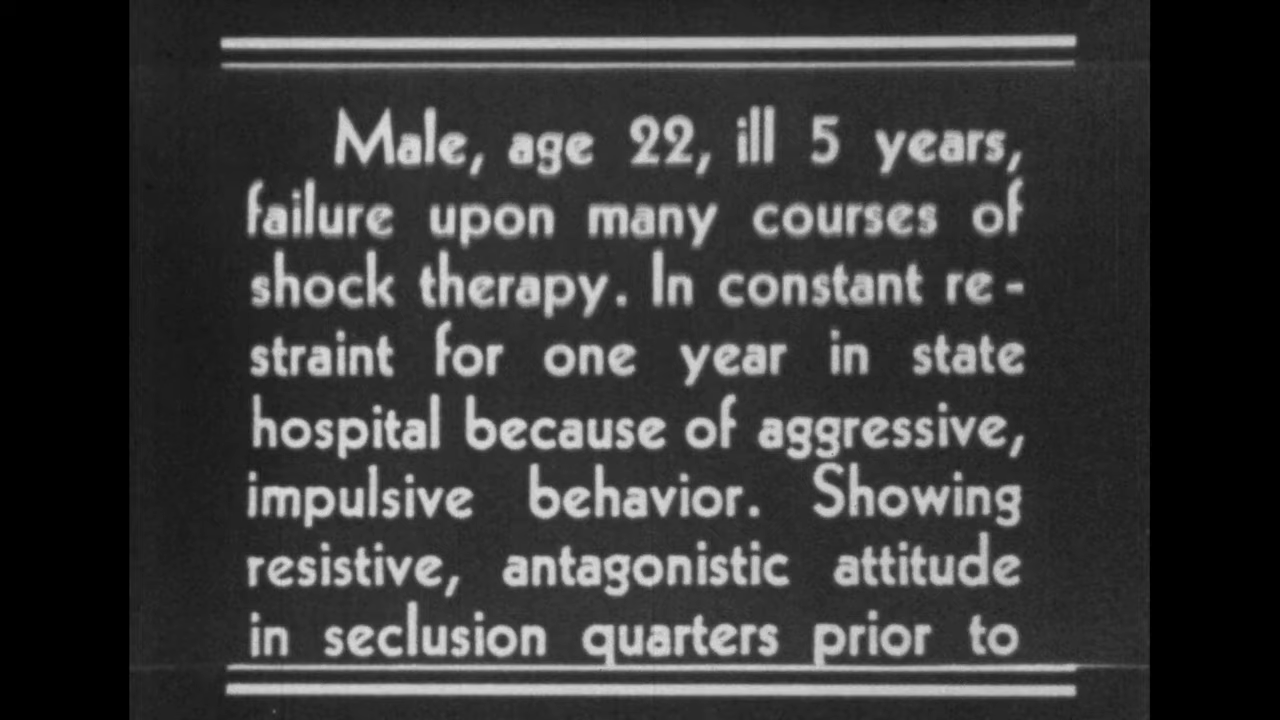 Male, age 22, ill 5 years,
failure upon many courses of
shock therapy. In constant re-
straint for one year in state
hospital because of aggressive,
impulsive behavior. Showing
resistive, antagonistic attitude
in seclusion quarters prior to